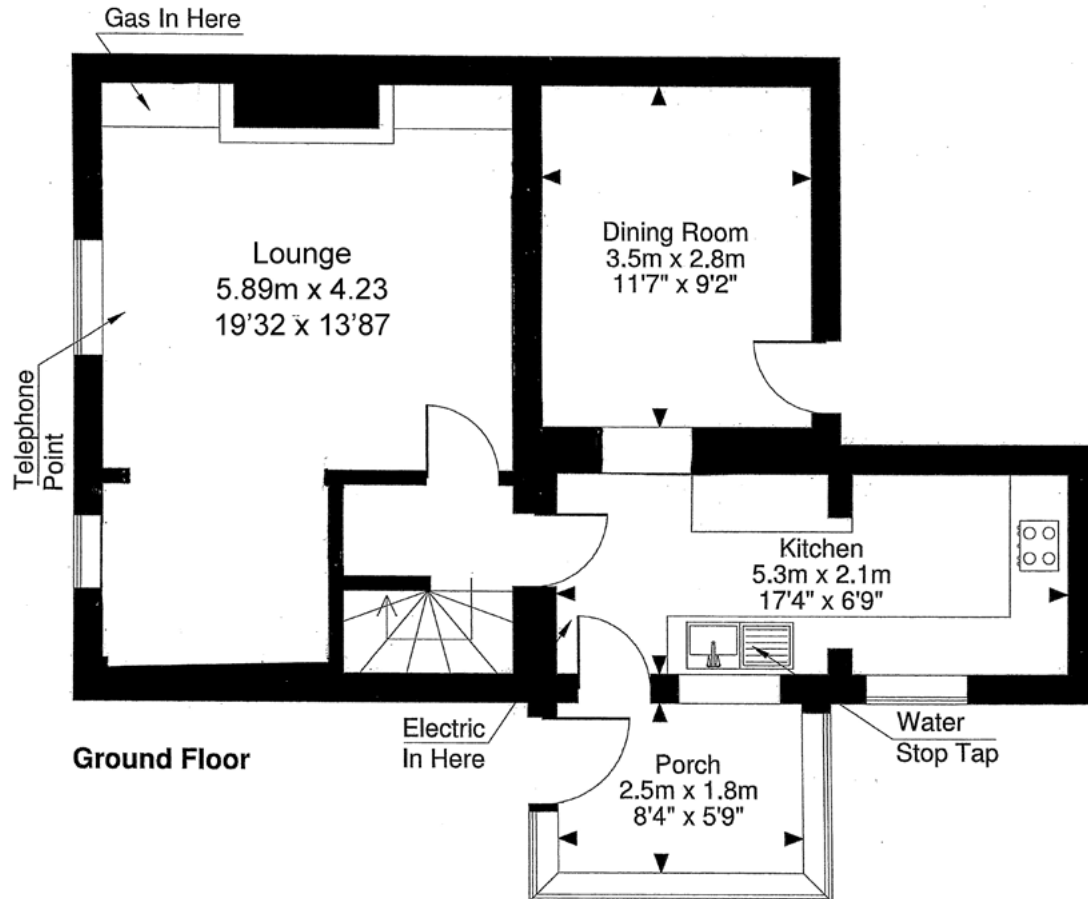 Gas In Here
Lounge
5.89m x 4.23
19'32 x 13'87
Dining Room
3.5m x 2.8m
11'7" x 9'2"
Telephone
Point
Kitchen
5.3m x 2.1m
17'4" x 6'9"
Electric
In Here
Water
Stop Tap
Ground Floor
Porch
2.5m x 1.8m
8'4" x 5'9"